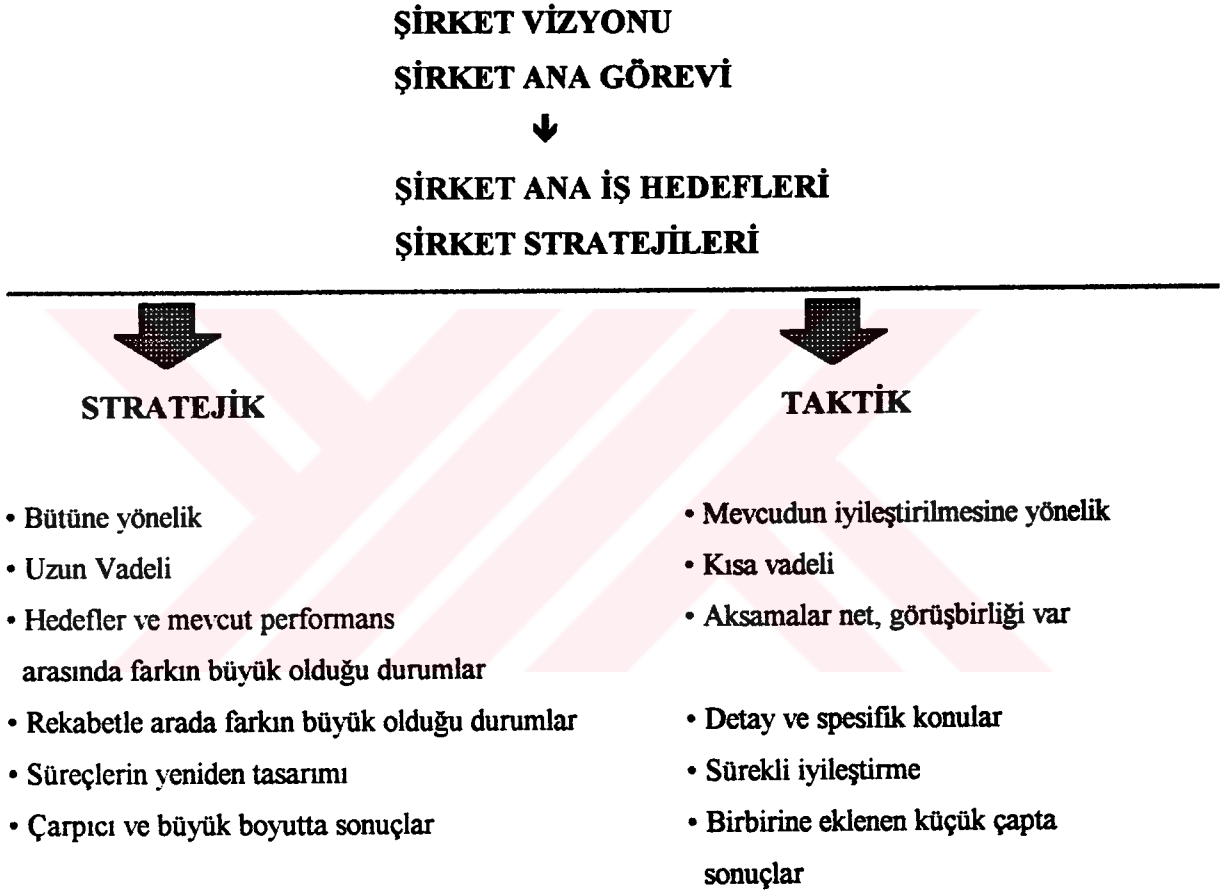 ŞİRKET VİZYONU
ŞİRKET ANA GÖREVİ
ŞİRKET ANA İŞ HEDEFLERİ
ŞİRKET STRATEJİLERİ
STRATEJİK
• Bütüne yönelik
• Uzun Vadeli
• Hedefler ve mevcut performans
arasında farkın büyük olduğu durumlar
• Rekabetle arada farkın büyük olduğu durumlar
• Süreçlerin yeniden tasarımı
• Çarpıcı ve büyük boyutta sonuçlar
TAKTİK
• Mevcudun iyileştirilmesine yönelik
• Kısa vadeli
• Aksamalar net, görüşbirliği var
• Detay ve spesifik konular
• Sürekli iyileştirme
• Birbirine eklenen küçük çapta
sonuçlar